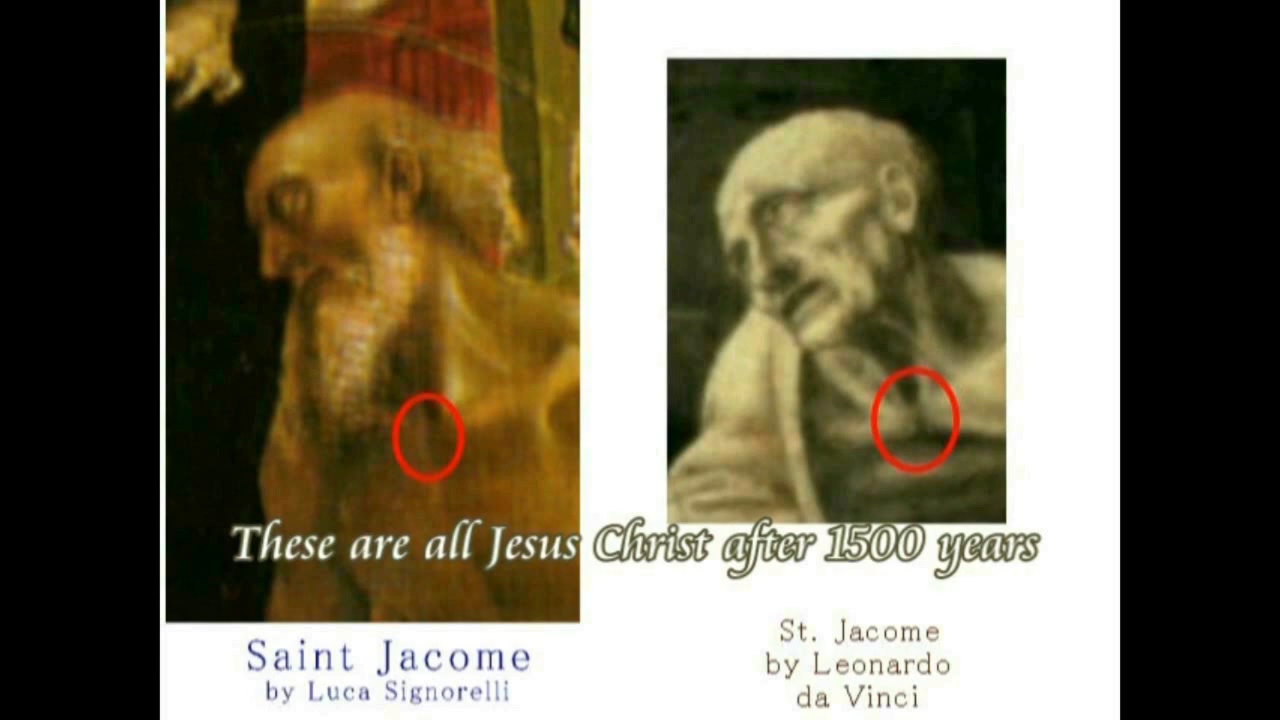 These are all Jesus Christ after 1500 years
Saint Jacome
by Luca Signorelli
St. Jacome
by Leonardo
da Vinci